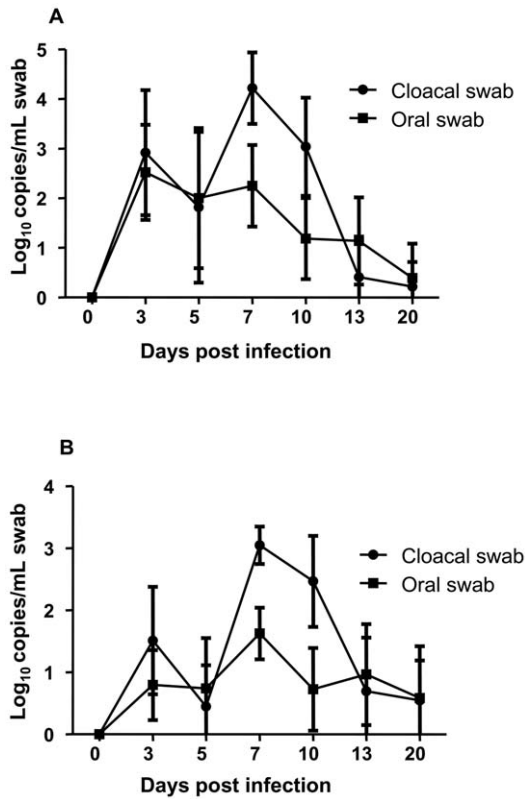 A
5
4
3
2
1
0
Log10 copies/mL swab
Cloacal swab
Oral swab
0 3 5 7 10 13 20
Days post infection
B
4
3
2
1
0
Log10 copies/mL swab
Cloacal swab
Oral swab
0 3 5 7 10 13 20
Days post infection